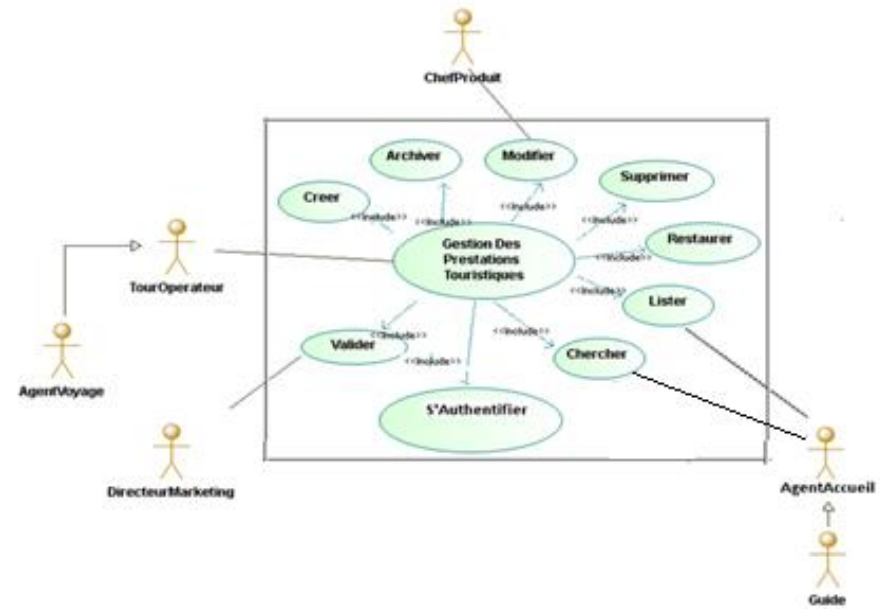 ChefProduit
Archiver
Modifier
Supprimer
Creer
<<include>>
<<include>>
<<include>>
<<include>>
Gestion Des
Prestations
Touristiques
Restaurer
<<include>>
TourOperateur
<<include>>
Lister
<<include>>
<<include>>
Valider
<<include>>
Chercher
AgentVoyage
S'Authentifier
DirecteurMarketing
AgentAccueil
Guide